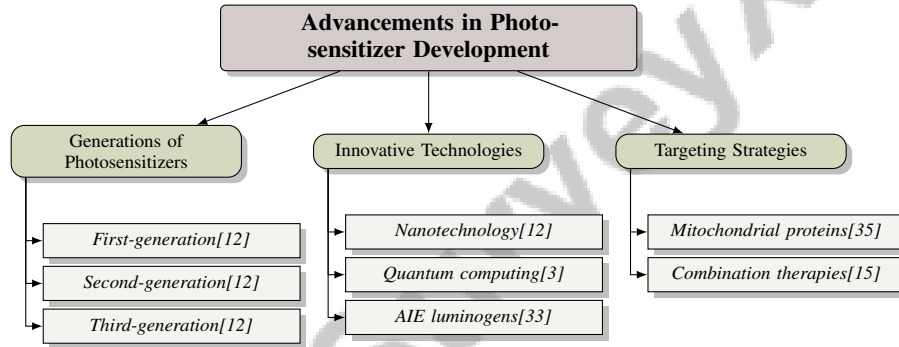 Advancements in Photo-
sensitizer Development
Generations of
Photosensitizers
First-generation[12]
Second-generation[12]
Third-generation[12]
Innovative Technologies
Nanotechnology[12]
Quantum computing[3]
AIE luminogens[33]
Targeting Strategies
Mitochondrial proteins[35]
Combination therapies[15]